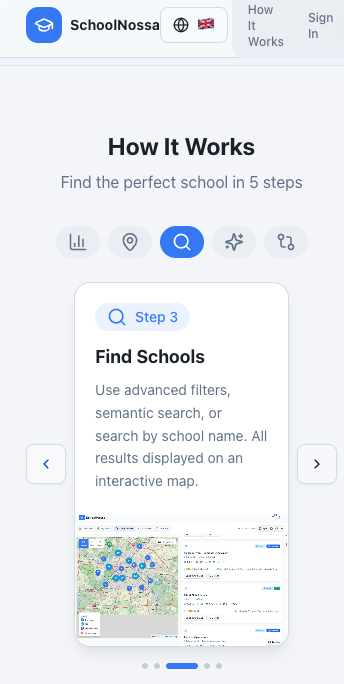 SchoolNossa
How
It
Works
Sign
In
How It Works
Find the perfect school in 5 steps
Step 3
Find Schools
Use advanced filters,
semantic search, or
search by school name. All
results displayed on an
interactive map.